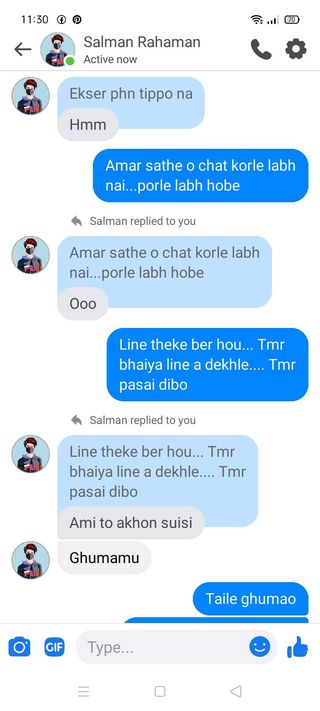 11:30
70
Salman Rahaman
Active now
Ekser phn tippo na
Hmm
Amar sathe o chat korle labh
nai...porle labh hobe
Salman replied to you
Amar sathe o chat korle labh
nai...porle labh hobe
Ooo
Line theke ber hou... Tmr
bhaiya line a dekhle.... Tmr
pasai dibo
Salman replied to you
Line theke ber hou... Tmr
bhaiya line a dekhle.... Tmr
pasai dibo
Ami to akhon suisi
Ghumamu
Taile ghumao
GIF
Type...